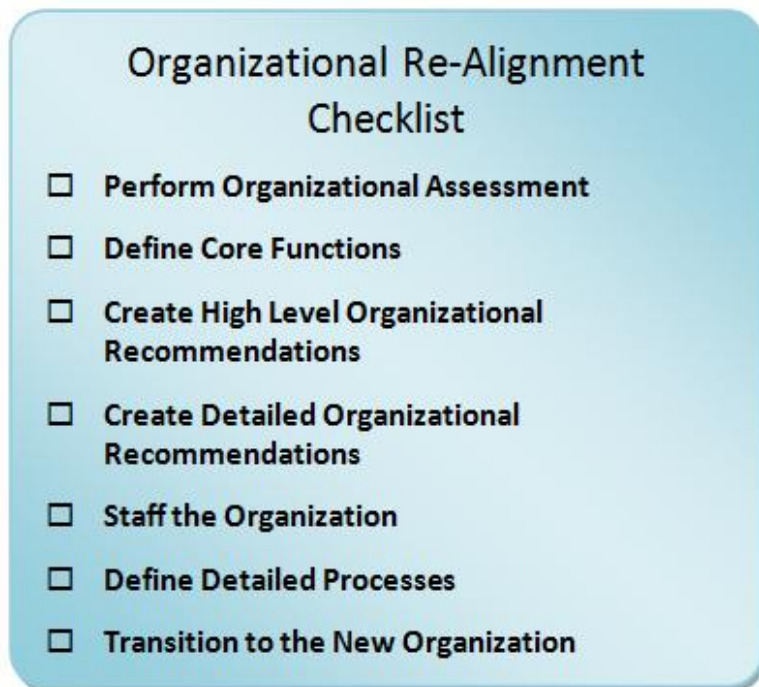 Organizational Re-Alignment
Checklist
Perform Organizational Assessment
Define Core Functions
Create High Level Organizational
Recommendations
Create Detailed Organizational
Recommendations
Staff the Organization
Define Detailed Processes
Transition to the New Organization